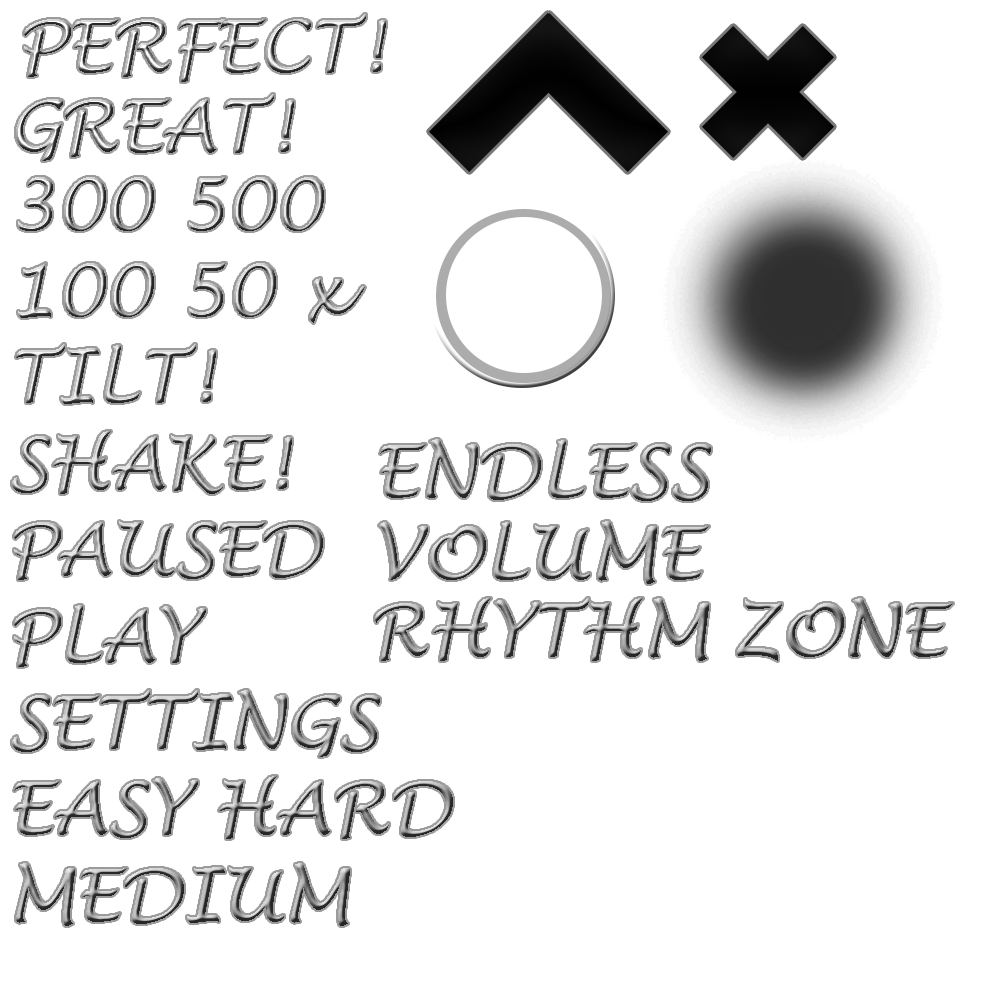 PERFECT!
GREAT!
300 500
100 50 x
TILT!
SHAKE!
PAUSED
PLAY
SETTINGS
EASY HARD
MEDIUM
ENDLESS
VOLUME
RHYTHM ZONE